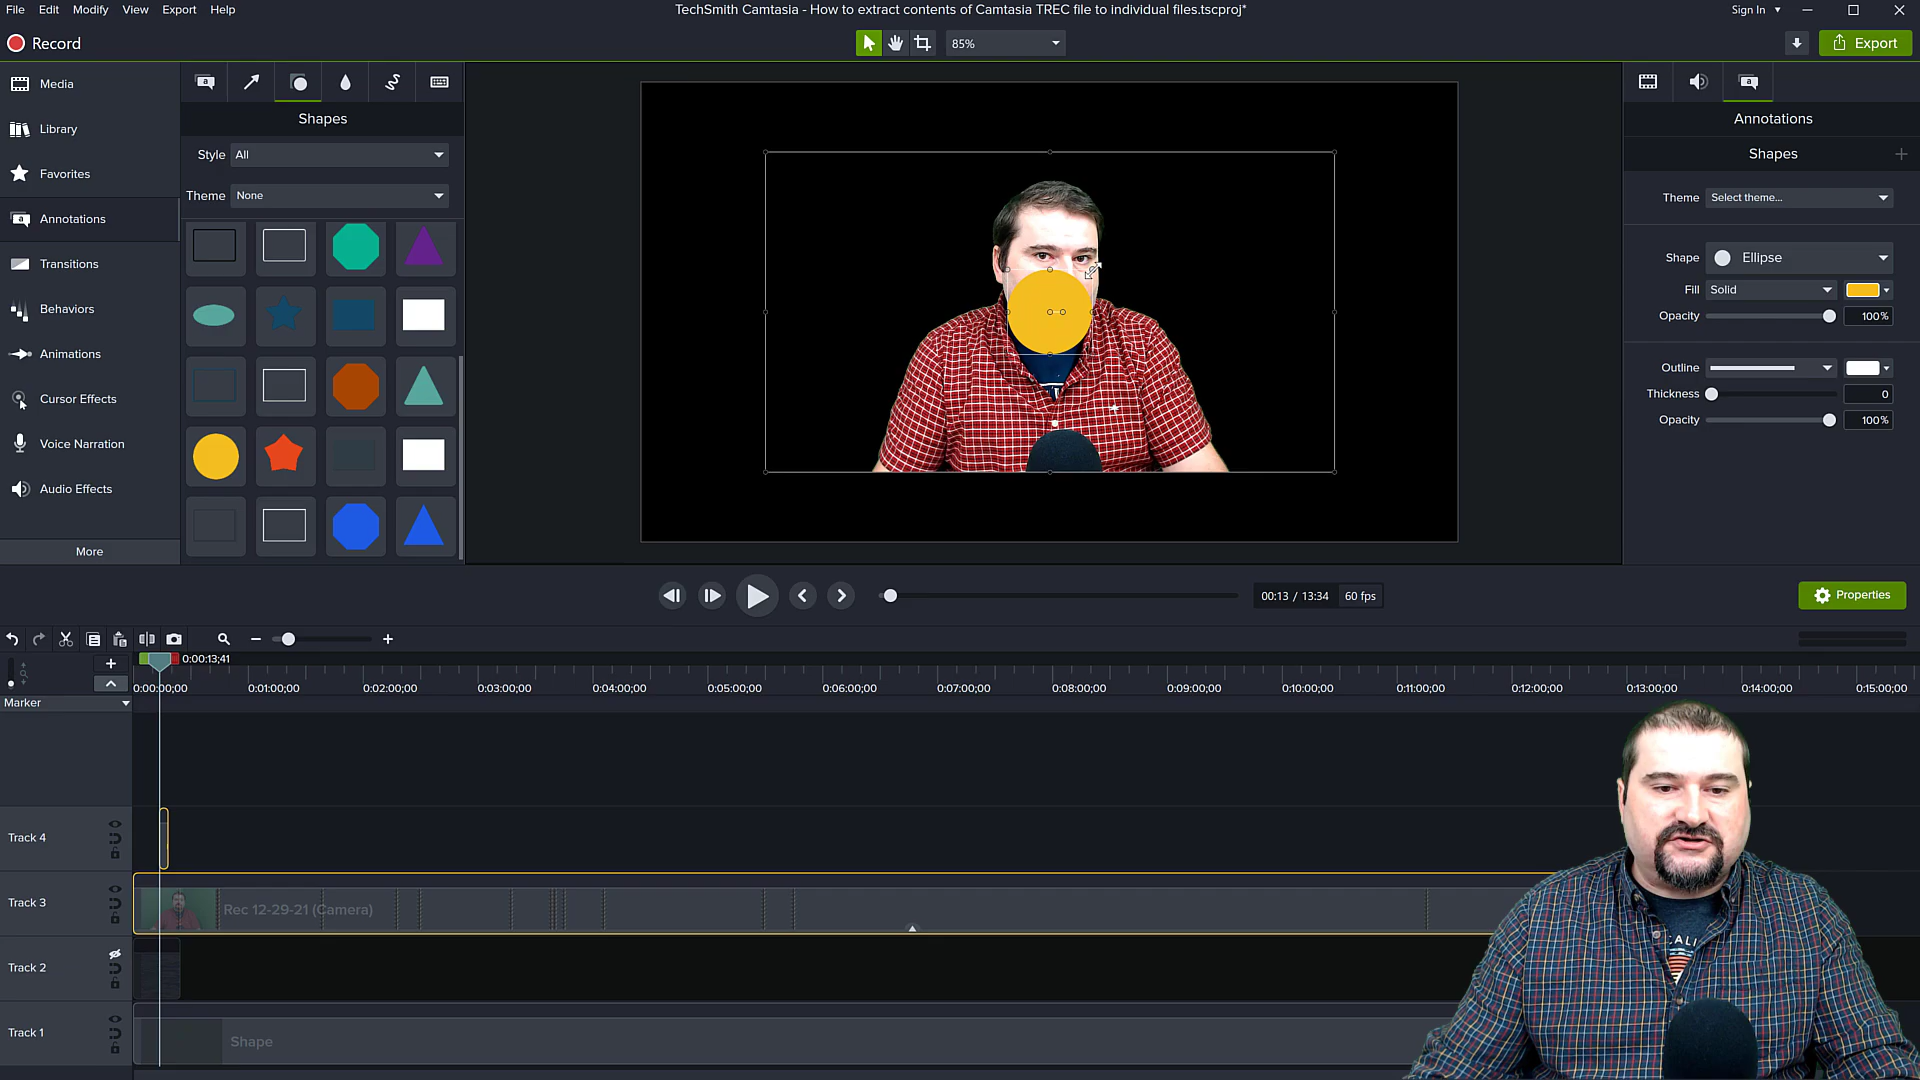 File Edit Modify View Export Help
TechSmith Camtasia - How to extract contents of Camtasia TREC file to individual files.tscproj*
Sign In
Record
85%
Export
Media
Library
Favorites
Annotations
Transitions
Behaviors
Animations
Cursor Effects
Voice Narration
Audio Effects
More
a
Shapes
Style All
Theme None
a
Annotations
Shapes
Theme Select theme...
Shape Ellipse
Fill Solid
Opacity 100%
Outline
Thickness 0
Opacity 100%
00:13 / 13:34 60 fps
Properties
0:00:13;41
0:00:00;00 0:01:00;00 0:02:00;00 0:03:00;00 0:04:00;00 0:05:00;00 0:06:00;00 0:07:00;00 0:08:00;00 0:09:00;00 0:10:00;00 0:11:00;00 0:12:00;00 0:13:00;00 0:14:00;00 0:15:00;00
Marker
Track 4
Track 3
Rec 12-29-21 (Camera)
Track 2
Track 1
Shape
CALI